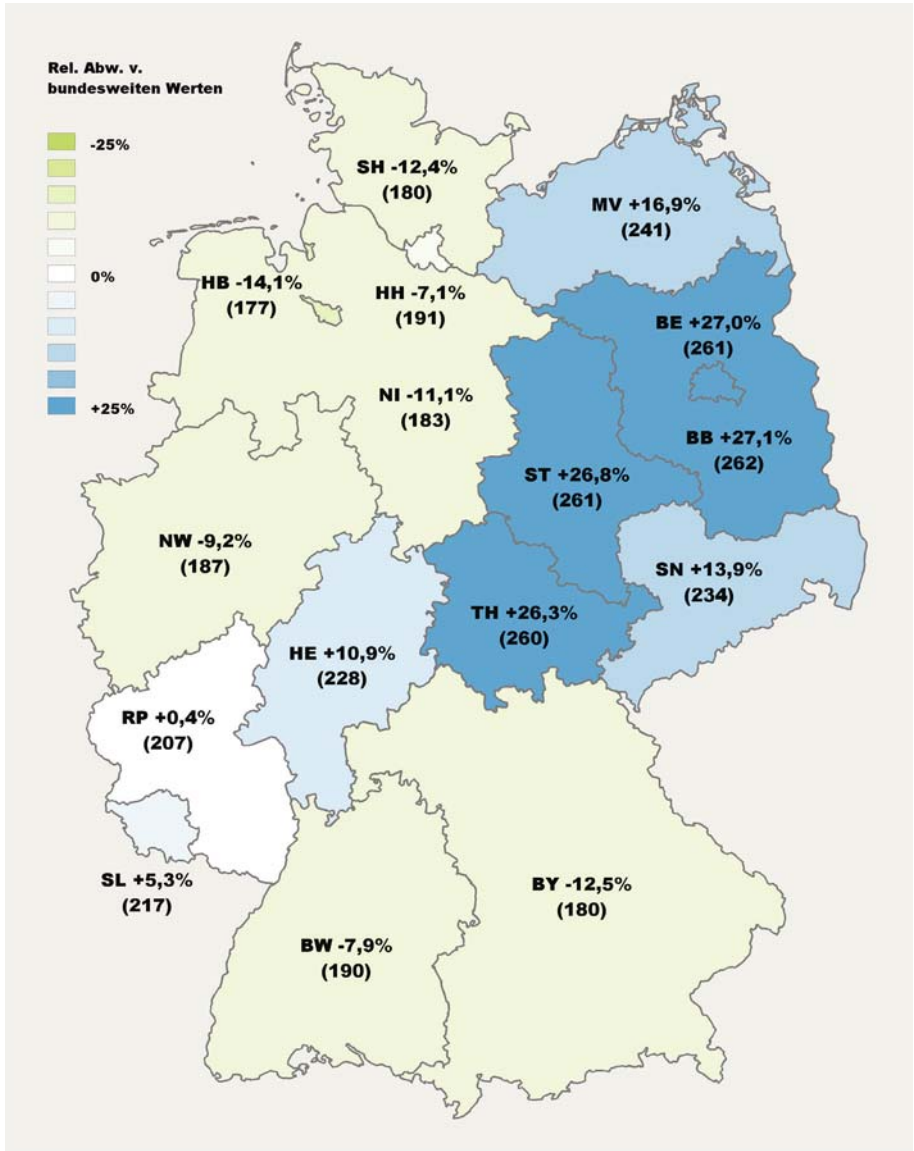 Rel. Abw. v.
bundesweiten Werten
-25%
0%
+25%
SH -12,4%
(180)
MV +16,9%
(241)
HB -14,1%
(177)
HH -7,1%
(191)
BE +27,0%
(261)
NI -11,1%
(183)
BB +27,1%
(262)
ST +26,8%
(261)
NW -9,2%
(187)
SN +13,9%
(234)
TH +26,3%
(260)
HE +10,9%
(228)
RP +0,4%
(207)
SL +5,3%
(217)
BY -12,5%
(180)
BW -7,9%
(190)